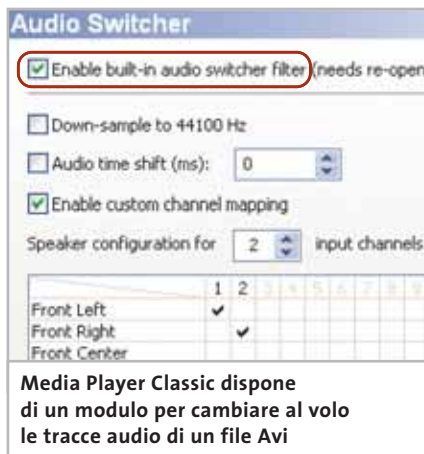 Audio Switcher
Enable built-in audio switcher filter (needs re-open
Down-sample to 44100 Hz
Audio time shift (ms): 0
Enable custom channel mapping
Speaker configuration for 2 input channels
1 2 3 4 5 6 7 8 9
Front Left
Front Right
Front Center
Media Player Classic dispone
di un modulo per cambiare al volo
le tracce audio di un file Avi